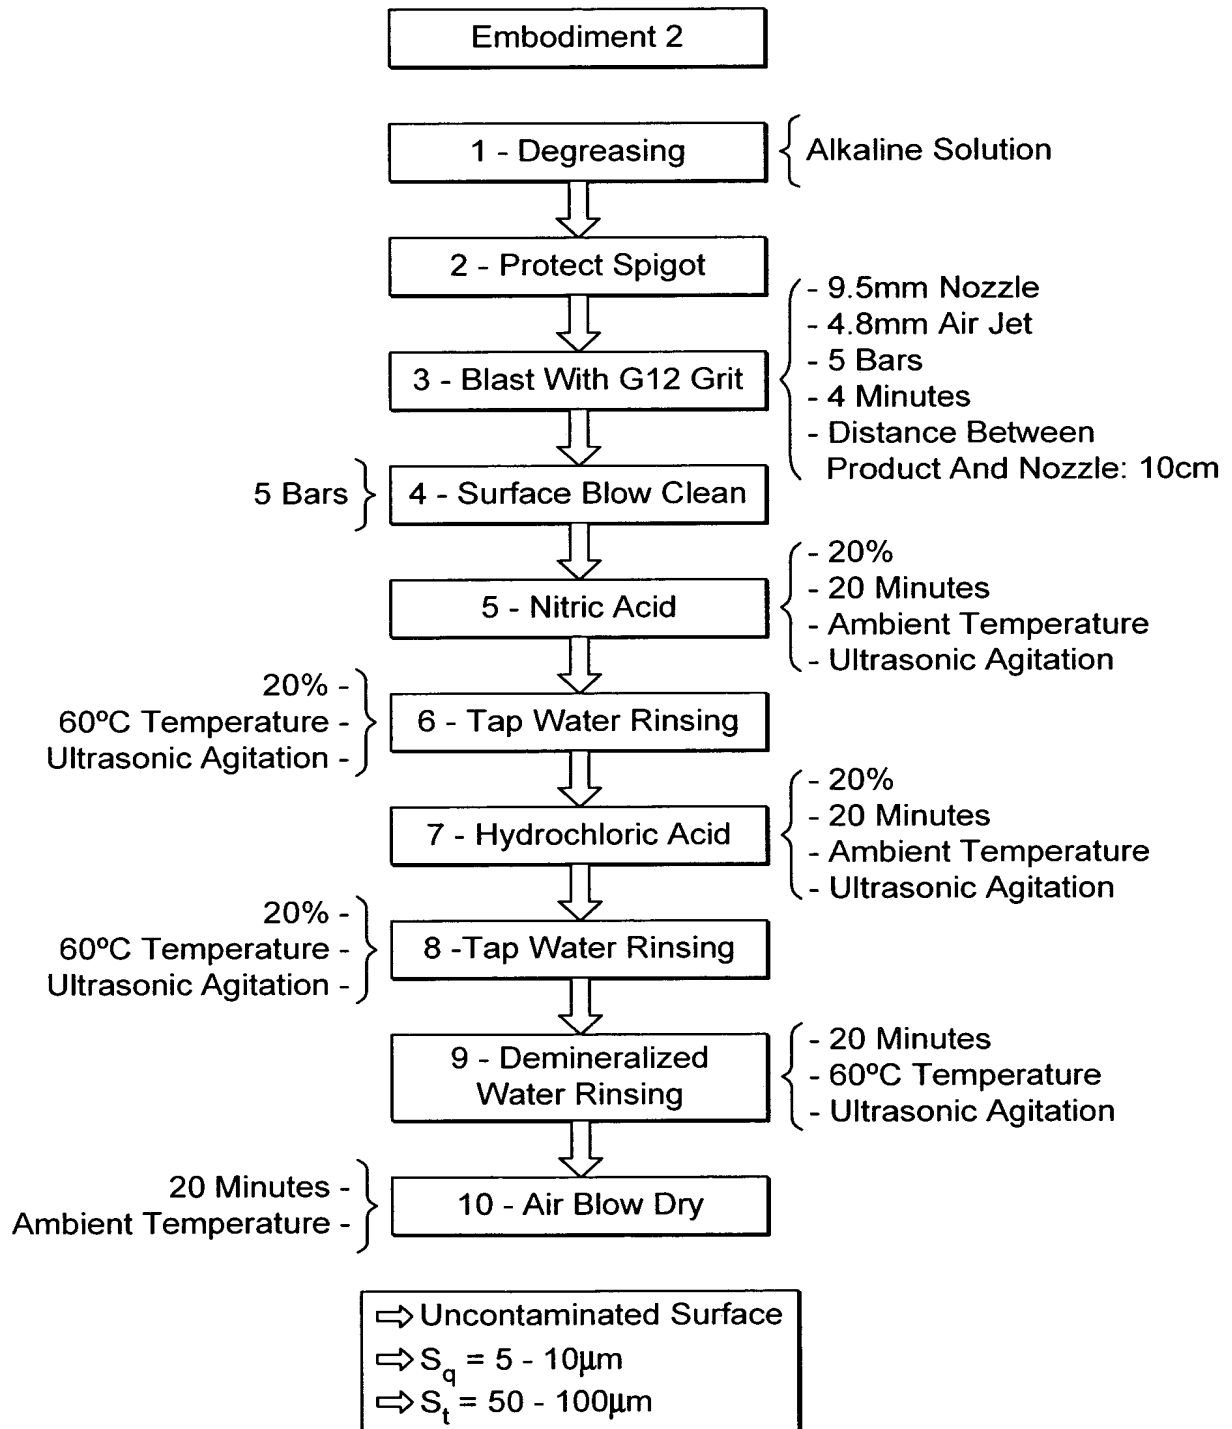 Embodiment 2
1 - Degreasing
Alkaline Solution
2 - Protect Spigot
3 - Blast With G12 Grit
- 9.5mm Nozzle
- 4.8mm Air Jet
- 5 Bars
- 4 Minutes
- Distance Between
Product And Nozzle: 10cm
5 Bars
4 - Surface Blow Clean
5 - Nitric Acid
- 20%
- 20 Minutes
- Ambient Temperature
- Ultrasonic Agitation
20% -
60ºC Temperature -
Ultrasonic Agitation -
6 - Tap Water Rinsing
7 - Hydrochloric Acid
- 20%
- 20 Minutes
- Ambient Temperature
- Ultrasonic Agitation
20% -
60ºC Temperature -
Ultrasonic Agitation -
8 -Tap Water Rinsing
9 - Demineralized
Water Rinsing
- 20 Minutes
- 60ºC Temperature
- Ultrasonic Agitation
20 Minutes -
Ambient Temperature -
10 - Air Blow Dry
⇨ Uncontaminated Surface
⇨ Sq = 5 - 10µm
⇨ St = 50 - 100µm